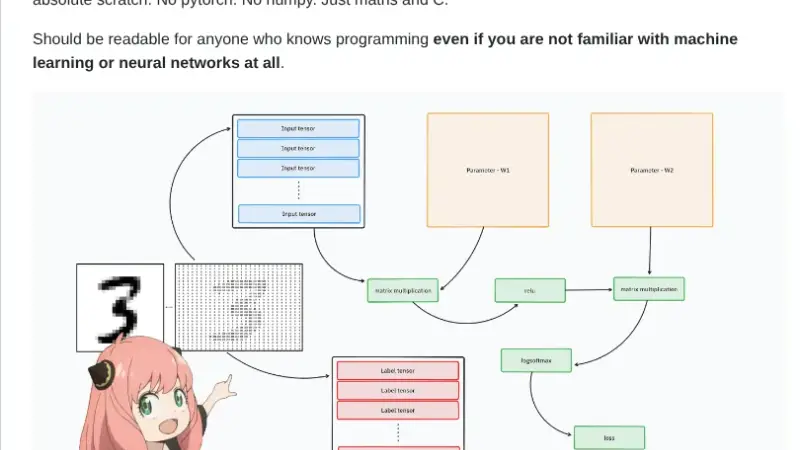 absolute scratch. No pytorch. No numpy. Just maths and C.
Should be readable for anyone who knows programming even if you are not familiar with machine
learning or neural networks at all.
Input tensor
Input tensor
Input tensor
Input tensor
Parameter - W1
Parameter - W2
matrix multiplication
relu
matrix multiplication
logsoftmax
Label tensor
Label tensor
Label tensor
loss
3